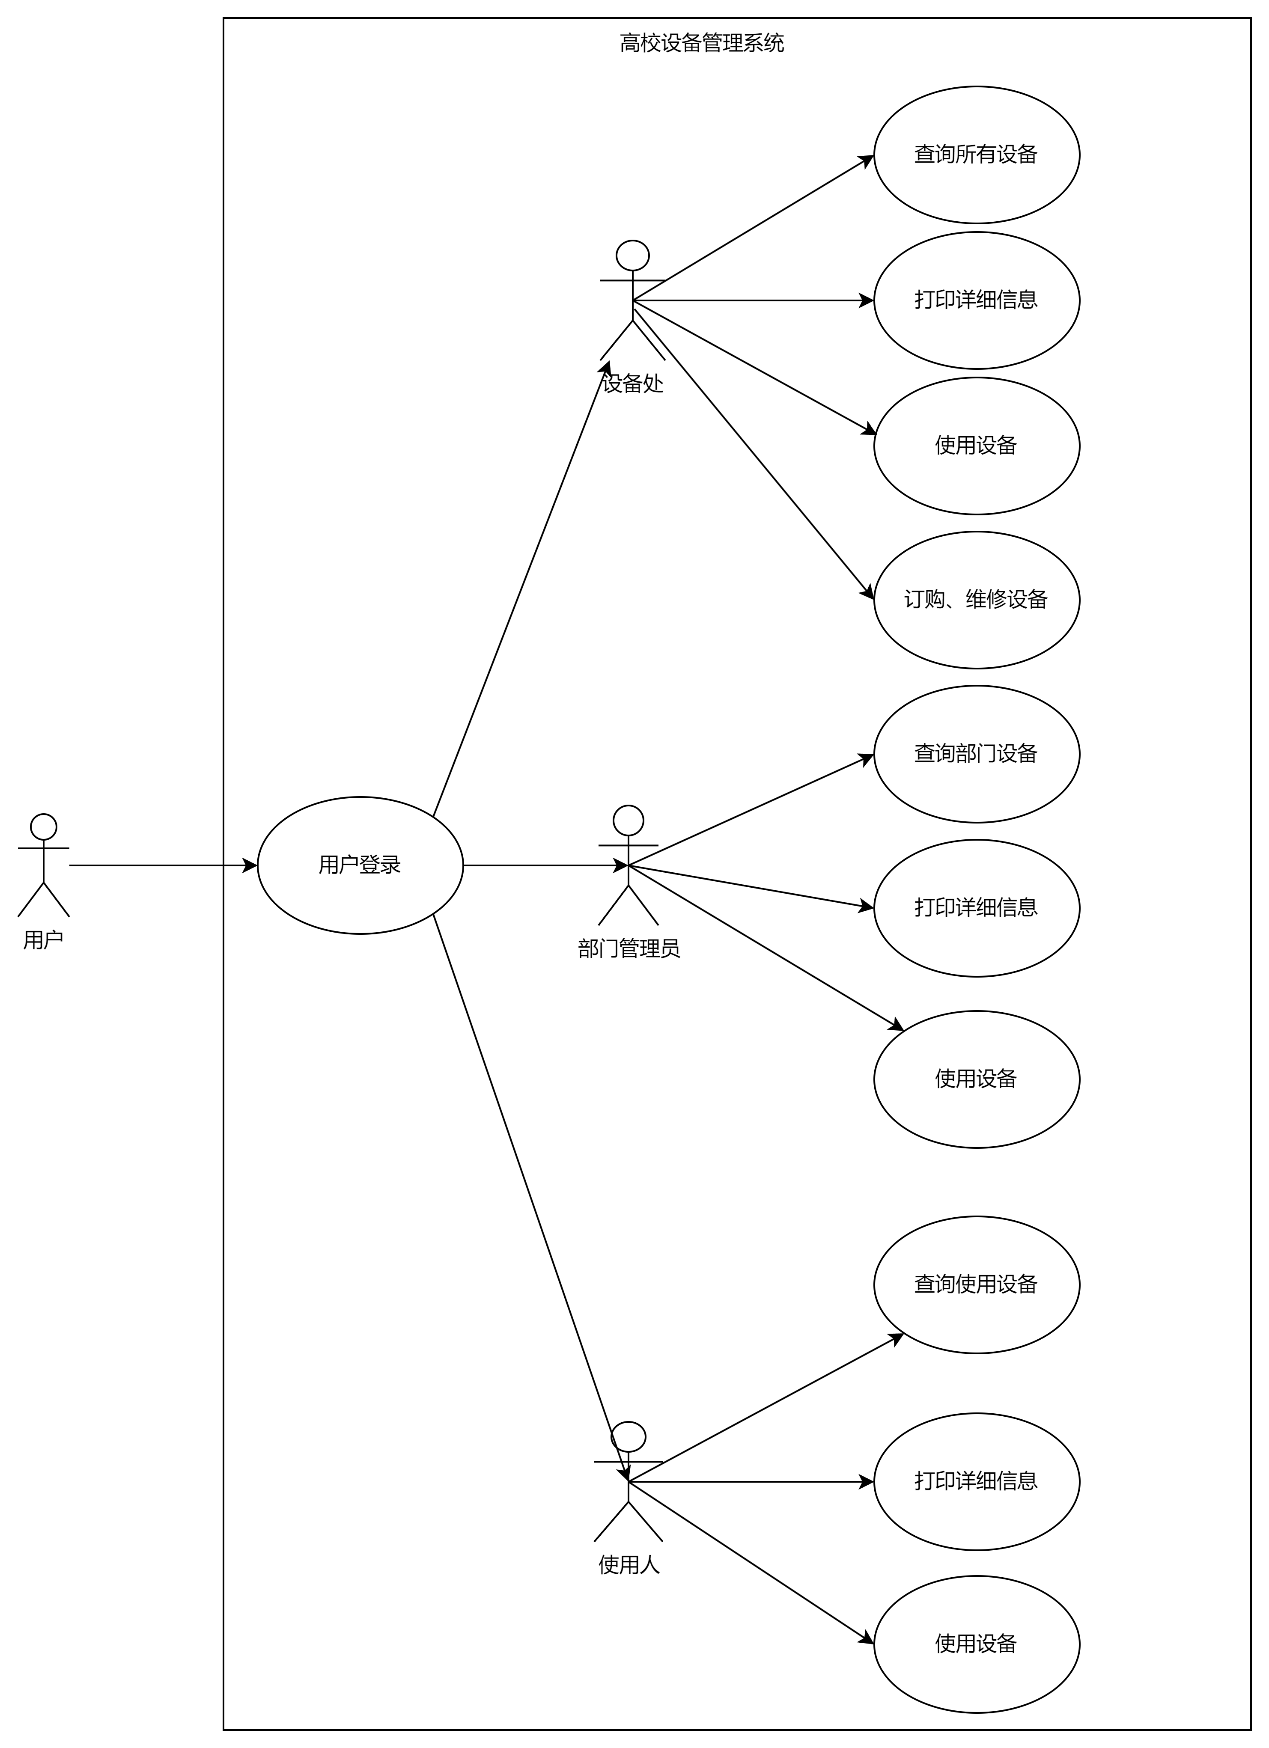 高校设备管理系统
查询所有设备
打印详细信息
设备处
使用设备
订购、维修设备
查询部门设备
用户登录
打印详细信息
用户
部门管理员
使用设备
查询使用设备
打印详细信息
使用人
使用设备